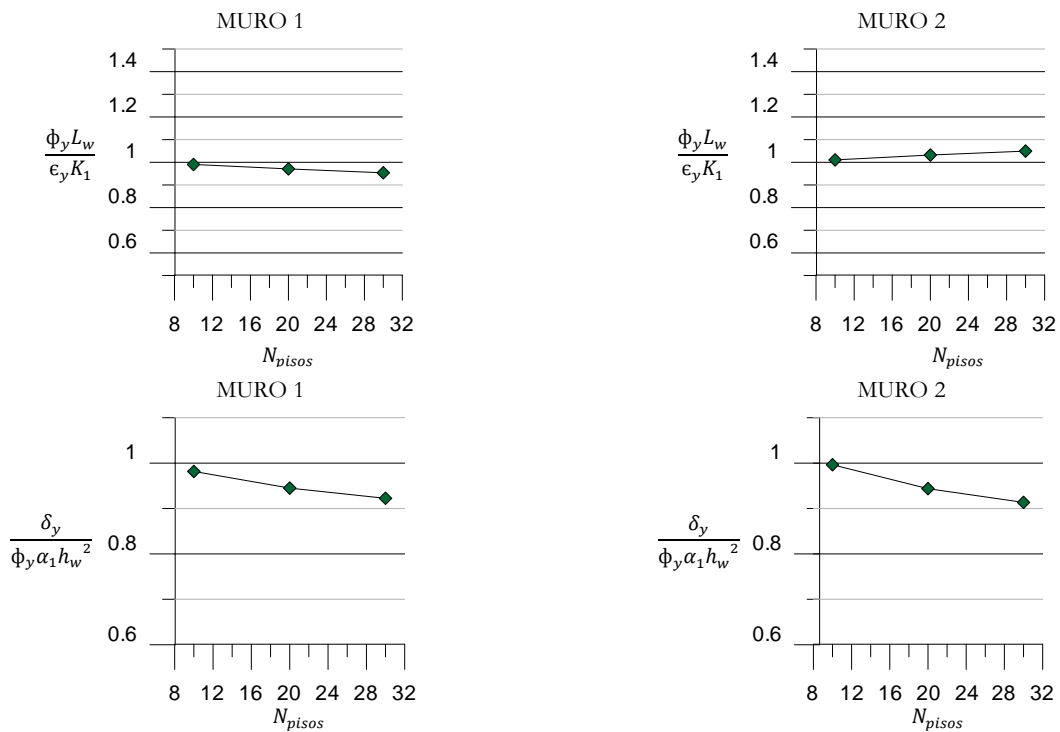 MURO 1
1.4
1.2
1
0.8
0.6
ϕ_y L_w
ϵ_y K_1
8 12 16 20 24 28 32
N_pisos
MURO 2
1.4
1.2
1
0.8
0.6
ϕ_y L_w
ϵ_y K_1
8 12 16 20 24 28 32
N_pisos
MURO 1
1
0.8
0.6
δ_y
ϕ_y α_1 h_w²
8 12 16 20 24 28 32
N_pisos
MURO 2
1
0.8
0.6
δ_y
ϕ_y α_1 h_w²
8 12 16 20 24 28 32
N_pisos